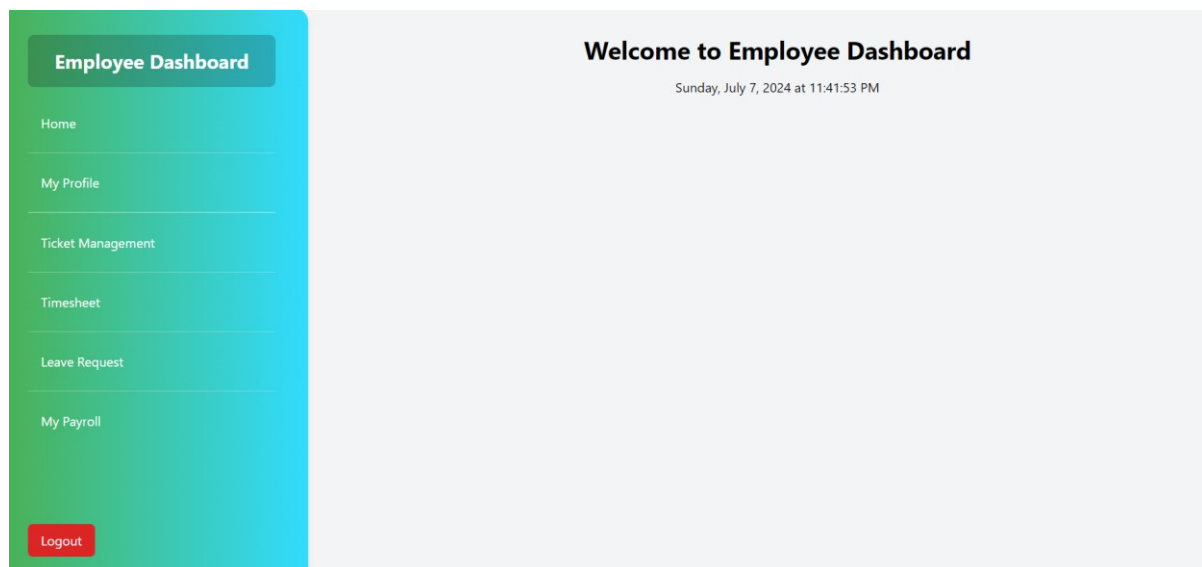 Employee Dashboard
Home
My Profile
Ticket Management
Timesheet
Leave Request
My Payroll
Logout
Welcome to Employee Dashboard
Sunday, July 7, 2024 at 11:41:53 PM